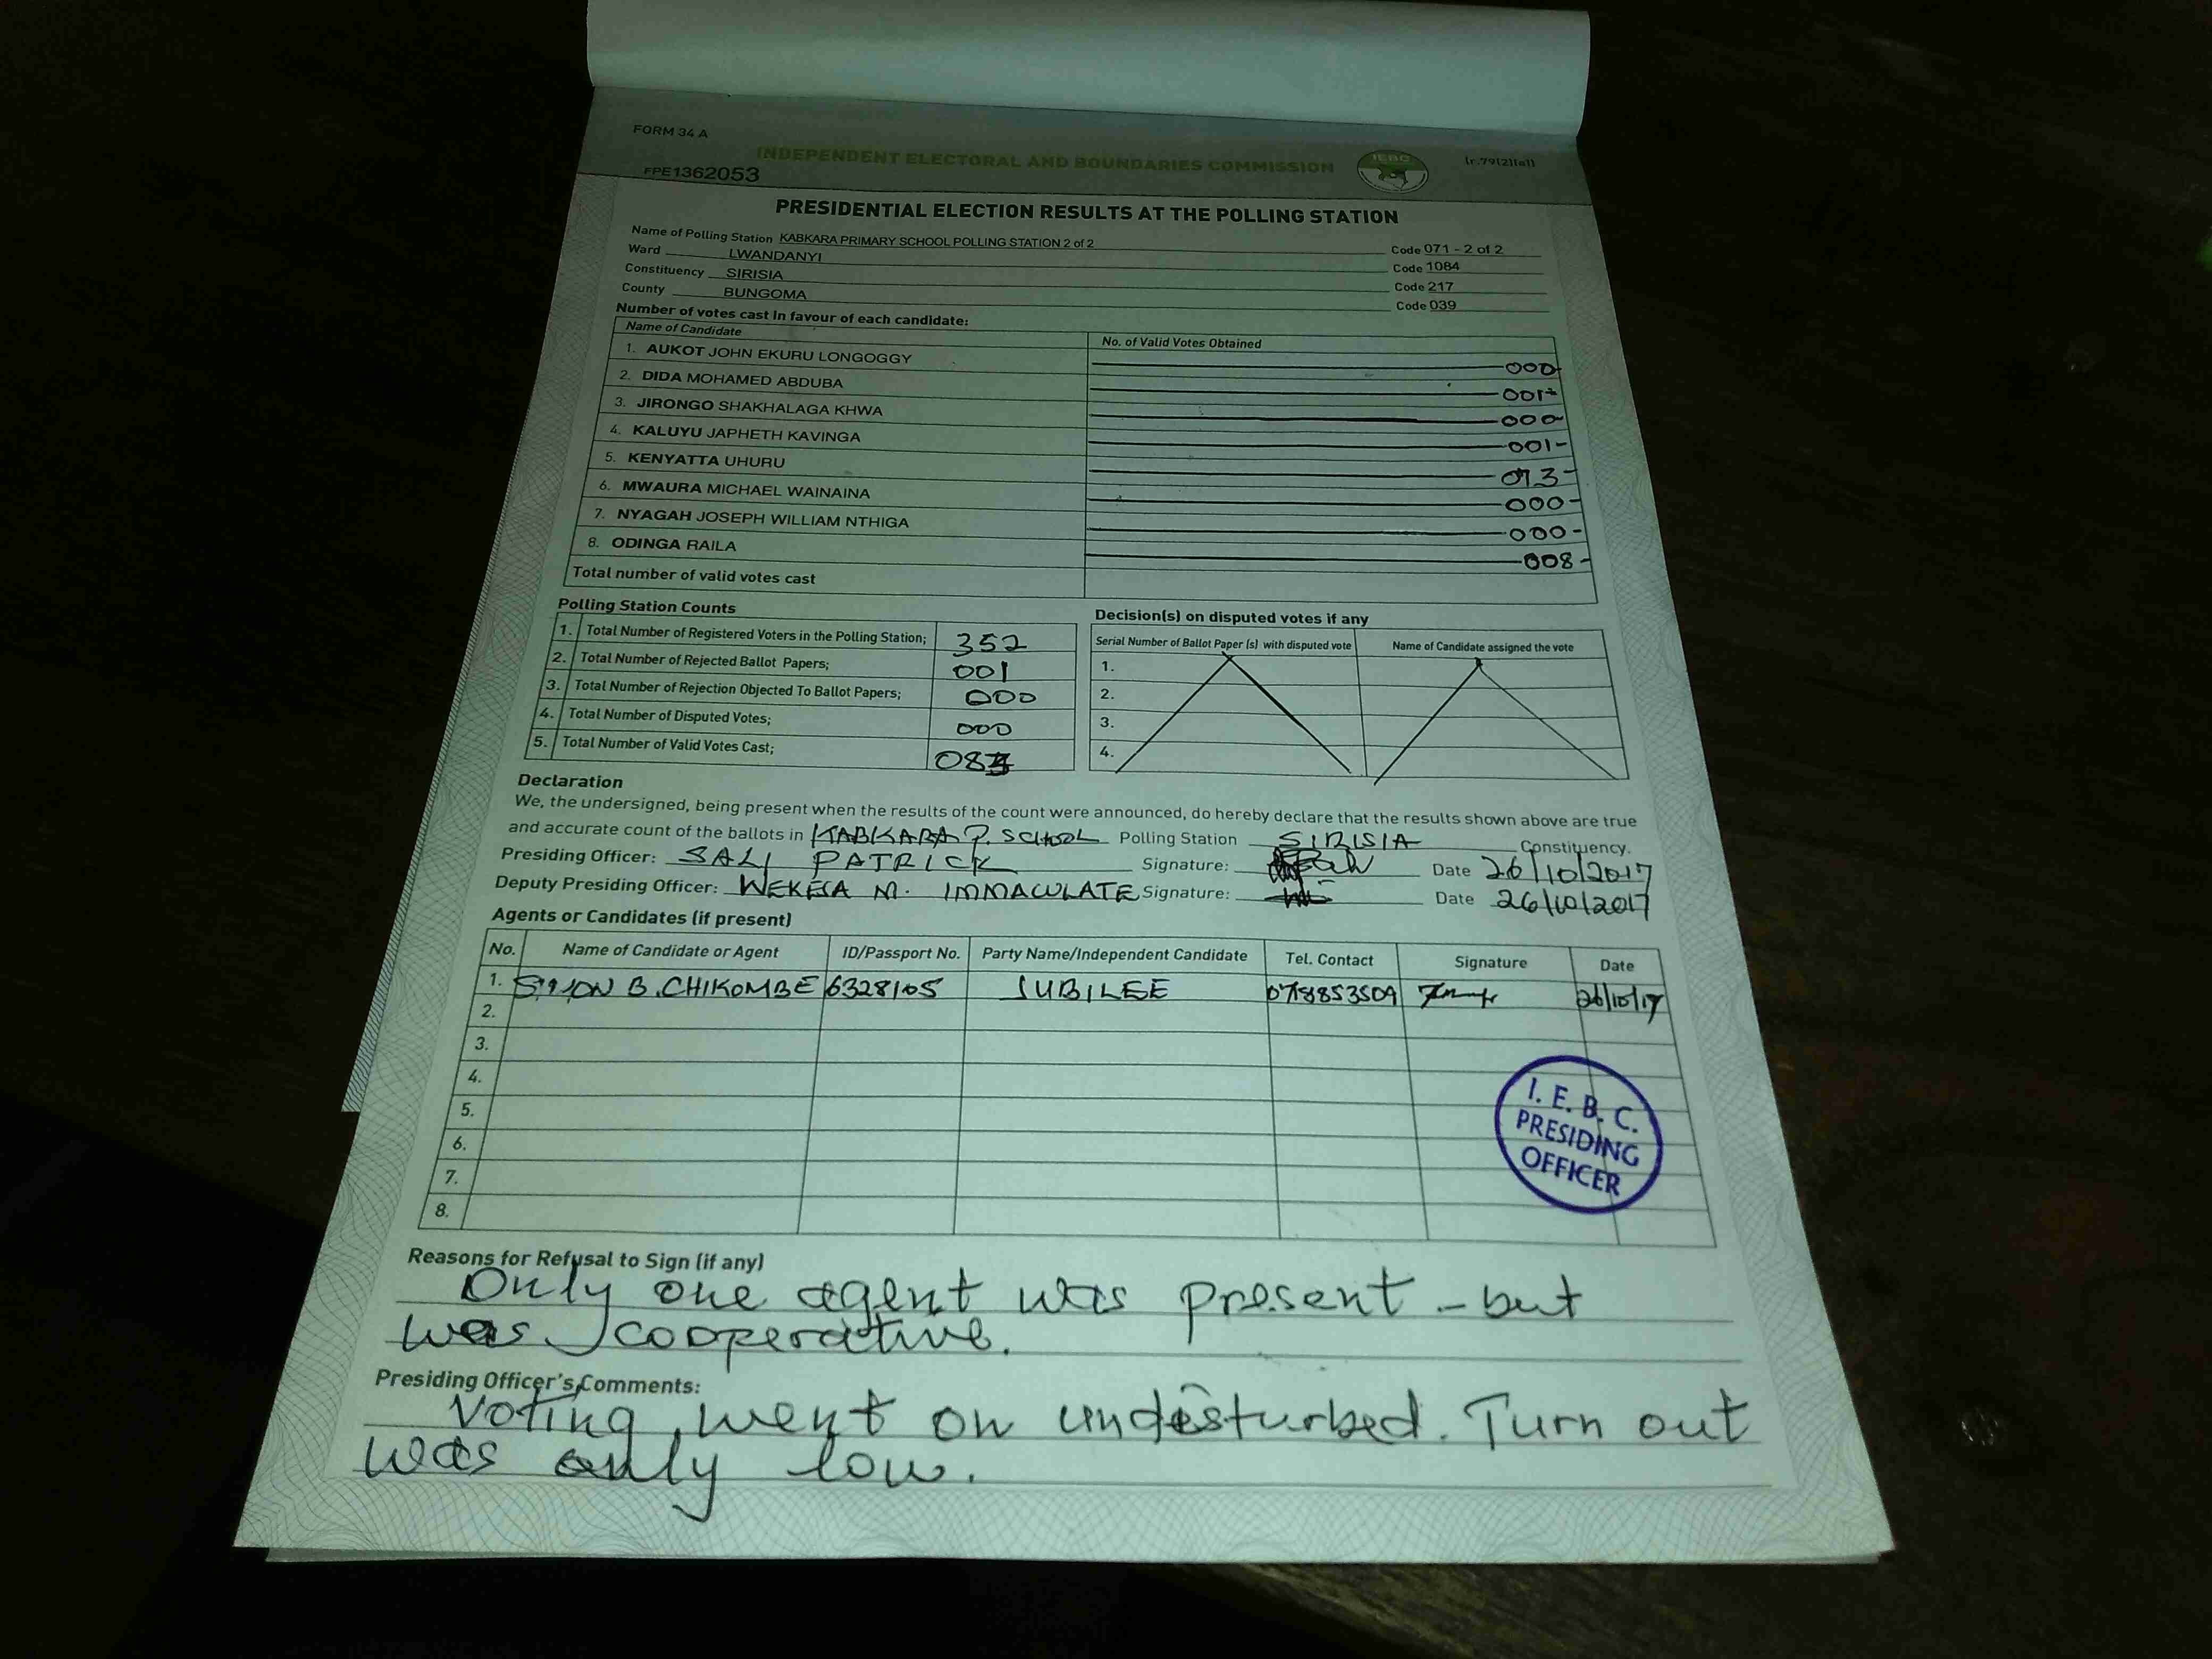 FORM 34 A
INDEPENDENT ELECTORAL AND BOUNDARIES COMMISSION
IEBC
(r.79(2)(a))
FPE1362053
PRESIDENTIAL ELECTION RESULTS AT THE POLLING STATION
Name of Polling Station KABKARA PRIMARY SCHOOL POLLING STATION 2 of 2 Code 071 - 2 of 2
Ward LWANDANYI Code 1084
Constituency SIRISIA Code 217
County BUNGOMA Code 039
Number of votes cast in favour of each candidate:
Name of Candidate No. of Valid Votes Obtained
1. AUKOT JOHN EKURU LONGOGGY 000
2. DIDA MOHAMED ABDUBA 001
3. JIRONGO SHAKHALAGA KHWA 000
4. KALUYU JAPHETH KAVINGA 001
5. KENYATTA UHURU 073
6. MWAURA MICHAEL WAINAINA 000
7. NYAGAH JOSEPH WILLIAM NTHIGA 000
8. ODINGA RAILA 008
Total number of valid votes cast
Polling Station Counts
1. Total Number of Registered Voters in the Polling Station; 352
2. Total Number of Rejected Ballot Papers; 001
3. Total Number of Rejection Objected To Ballot Papers; 000
4. Total Number of Disputed Votes; 000
5. Total Number of Valid Votes Cast;
Decision(s) on disputed votes if any
Serial Number of Ballot Paper (s) with disputed vote Name of Candidate assigned the vote
1.
2.
3.
4.
Declaration
We, the undersigned, being present when the results of the count were announced, do hereby declare that the results shown above are true
and accurate count of the ballots in KABKARA P. SCHOOL Polling Station SIRISIA Constituency.
Presiding Officer: SALI PATRICK Signature: Date 26/10/2017
Deputy Presiding Officer: WEKESA M. IMMACULATE Signature: Date 26/10/2017
Agents or Candidates (if present)
No. Name of Candidate or Agent ID/Passport No. Party Name/Independent Candidate Tel. Contact Signature Date
1. SIMON B. CHIKOMBE 6328105 JUBILEE 26/10/17
2.
3.
4.
5.
6.
7.
8.
I. E. B. C.
PRESIDING
OFFICER
Reasons for Refusal to Sign (if any)
Only one agent was present - but
was cooperative.
Presiding Officer's Comments:
Voting went on undisturbed. Turn out
was only low.